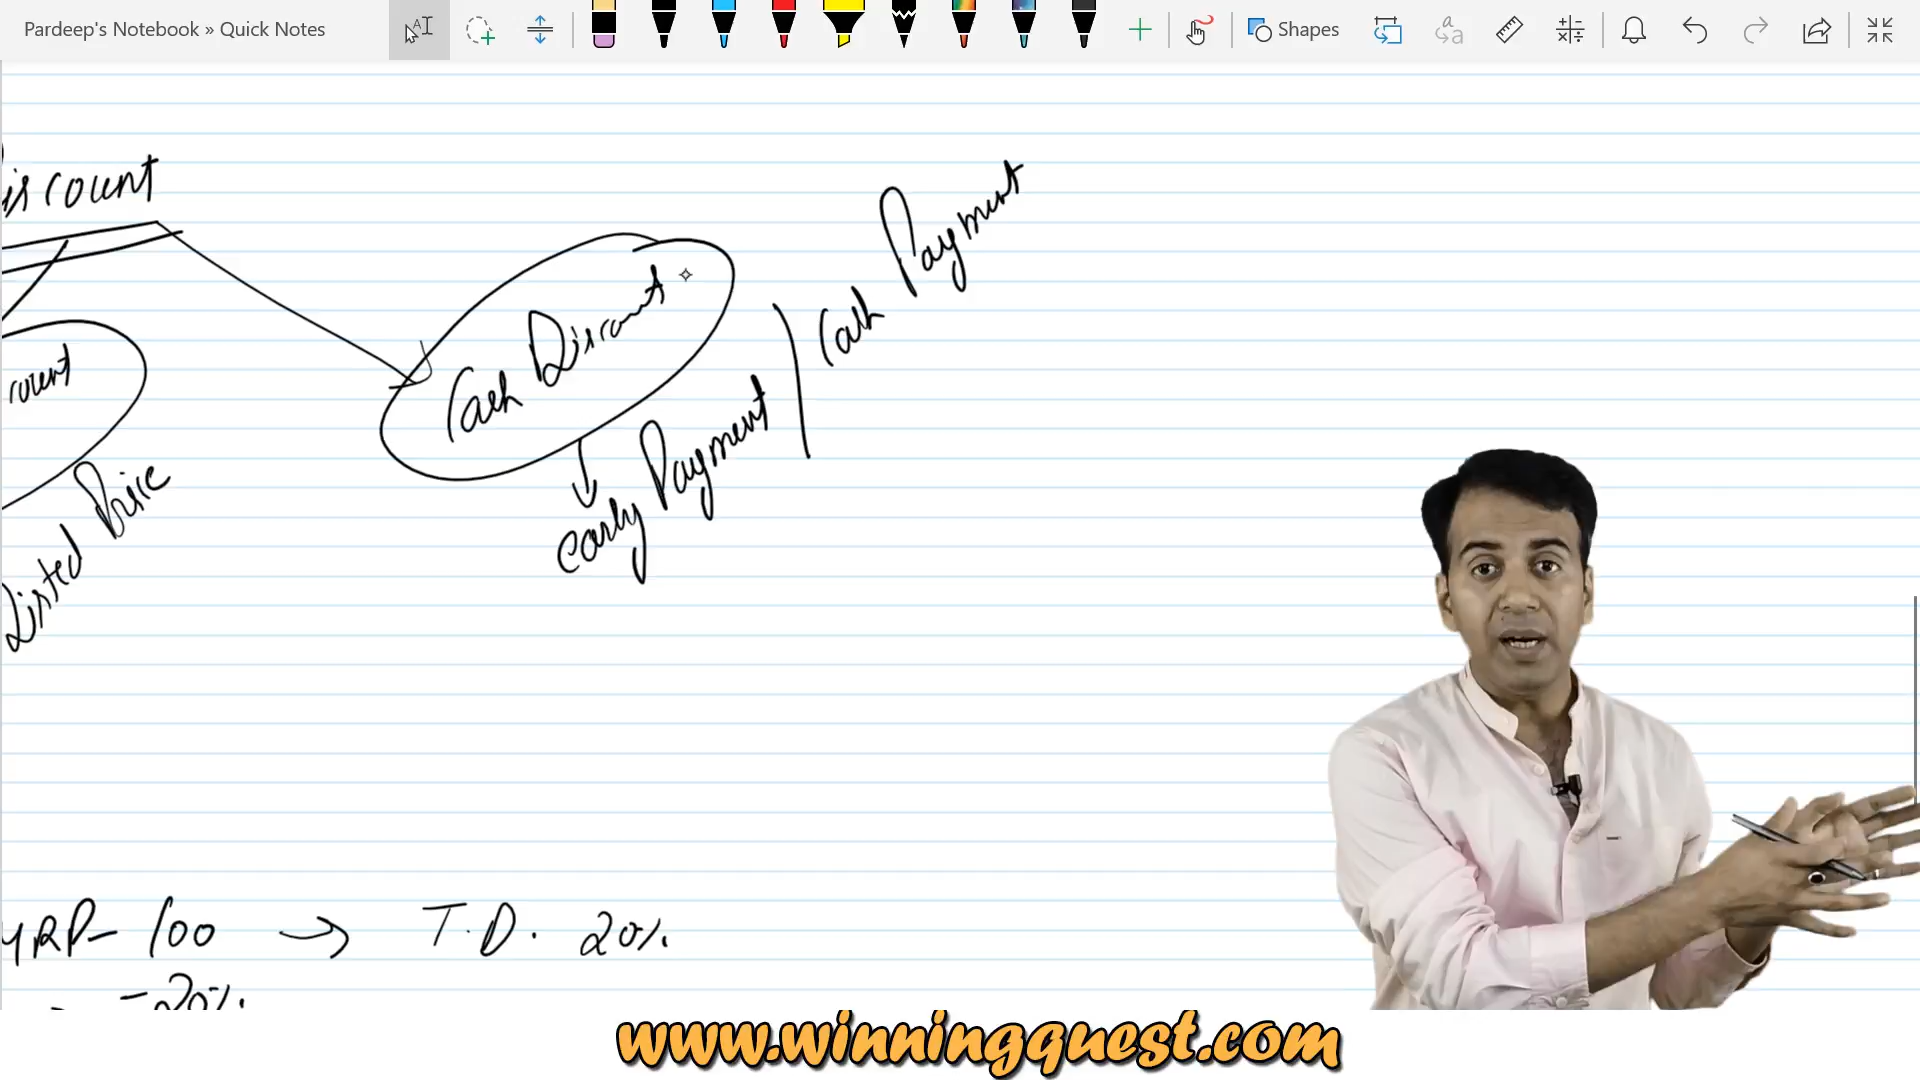 Pardeep's Notebook » Quick Notes
Shapes
iscount
Cash Discount
count
early Payment / Cash Payment
Listed Price
MRP- 100 → T.D. 20%
-20%
www.winningquest.com